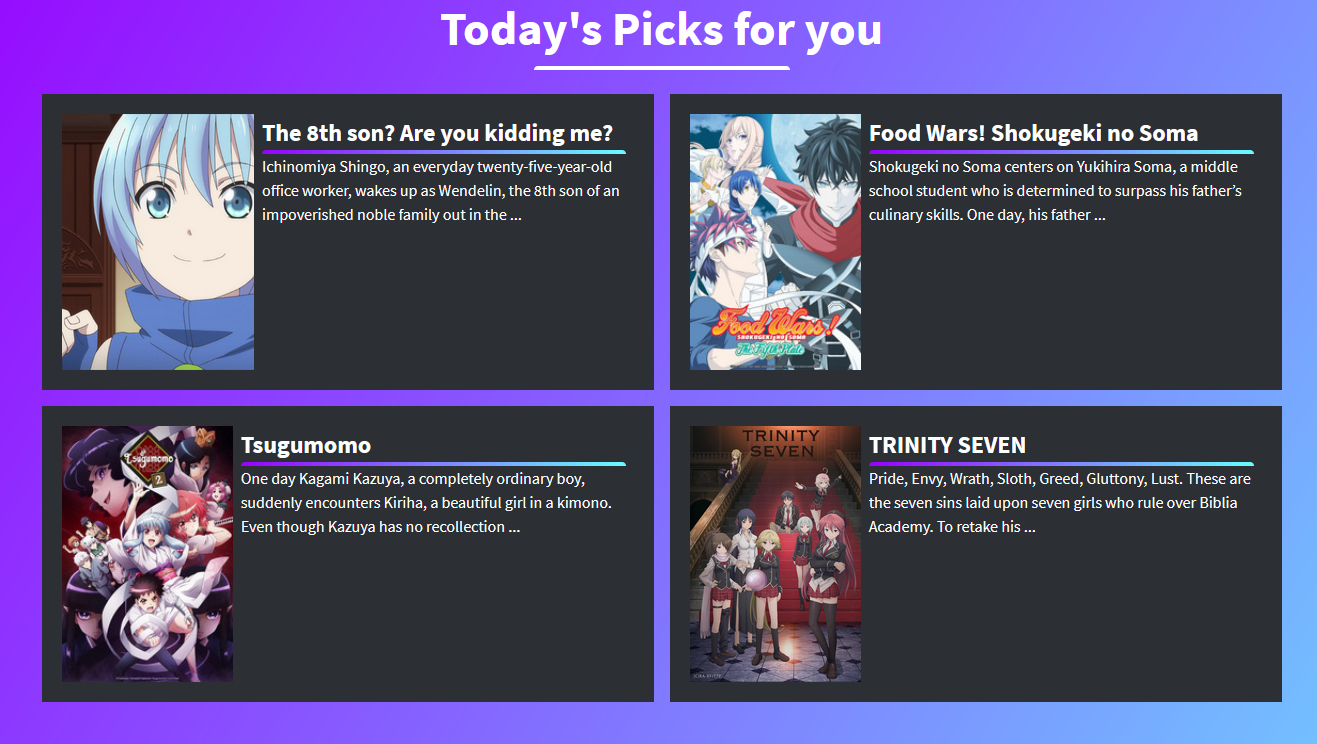 Today's Picks for you
The 8th son? Are you kidding me?
Ichinomiya Shingo, an everyday twenty-five-year-old
office worker, wakes up as Wendelin, the 8th son of an
impoverished noble family out in the ...
Food Wars! Shokugeki no Soma
Shokugeki no Soma centers on Yukihira Soma, a middle
school student who is determined to surpass his father’s
culinary skills. One day, his father ...
Food Wars!
SHOKUGEKI NO SOMA
The Fifth Plate
Tsugumomo
One day Kagami Kazuya, a completely ordinary boy,
suddenly encounters Kiriha, a beautiful girl in a kimono.
Even though Kazuya has no recollection ...
Tsugumomo
2
TRINITY SEVEN
Pride, Envy, Wrath, Sloth, Greed, Gluttony, Lust. These are
the seven sins laid upon seven girls who rule over Biblia
Academy. To retake his ...
TRINITY
SEVEN